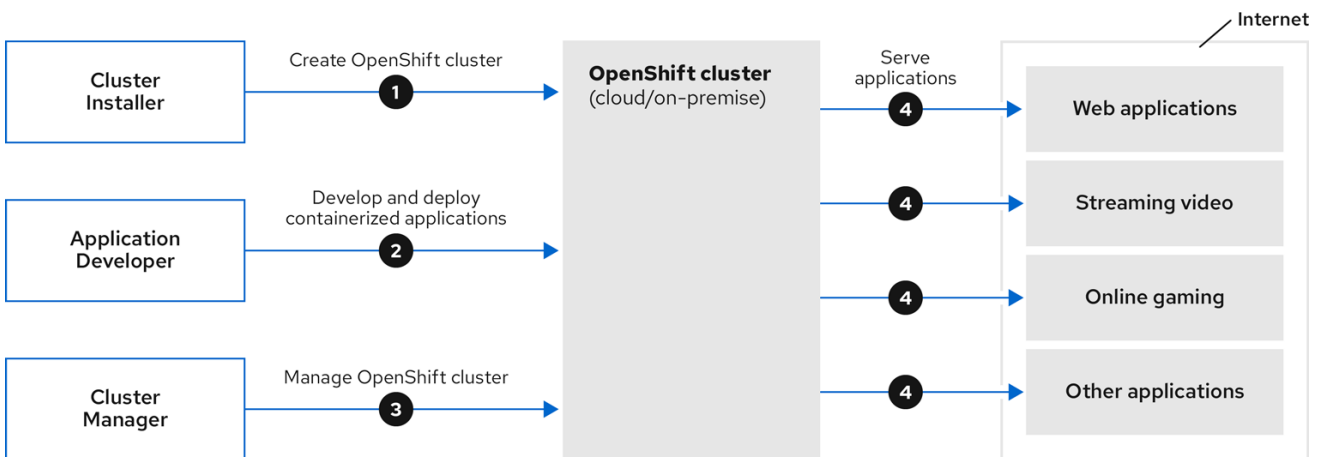 Internet
Cluster
Installer
Create OpenShift cluster
1
OpenShift cluster
(cloud/on-premise)
Serve
applications
4
Web applications
Application
Developer
Develop and deploy
containerized applications
2
4
Streaming video
4
Online gaming
Cluster
Manager
Manage OpenShift cluster
3
4
Other applications